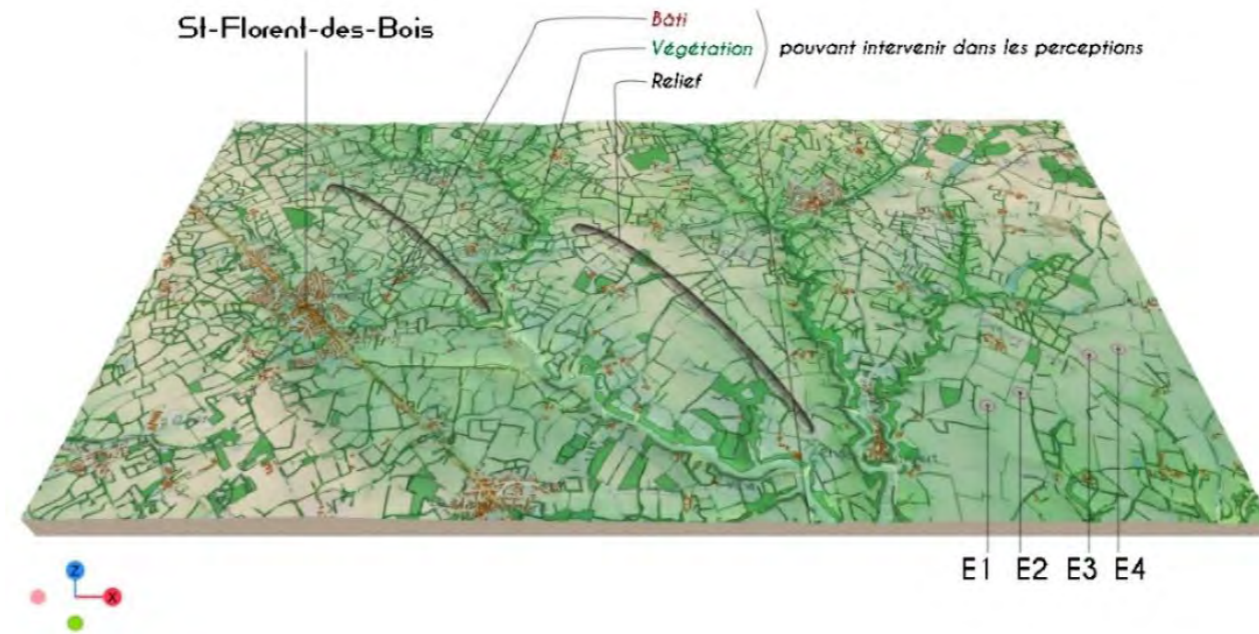 St-Florent-des-Bois
Bâti
Végétation
pouvant intervenir dans les perceptions
Relief
E1
E2
E3
E4
Z
X